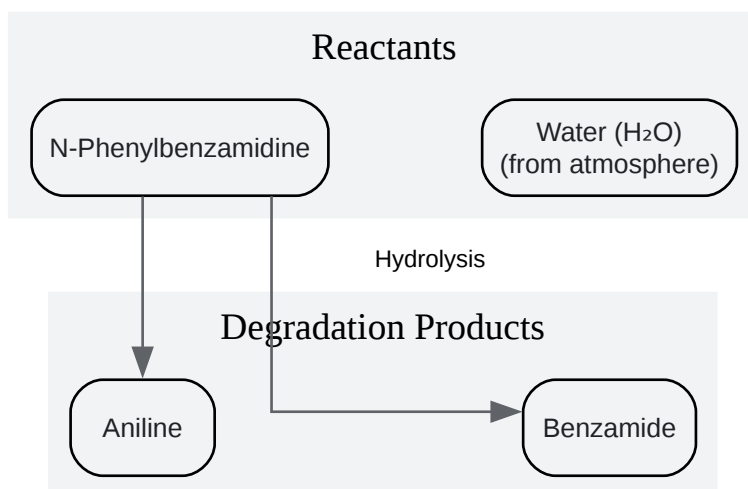 Reactants
N-Phenylbenzamidine
Water (H₂O)
(from atmosphere)
Hydrolysis
Degradation Products
Aniline
Benzamide